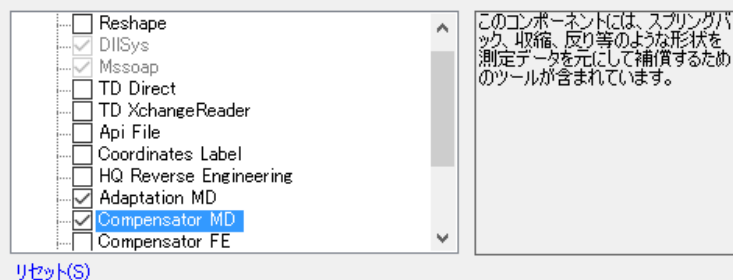 Reshape
DllSys
Mssoap
TD Direct
TD XchangeReader
Api File
Coordinates Label
HQ Reverse Engineering
Adaptation MD
Compensator MD
Compensator FE
リセット(S)
このコンポーネントには、スプリングバ
ック、収縮、反り等のような形状を
測定データを元にして補償するため
のツールが含まれています。